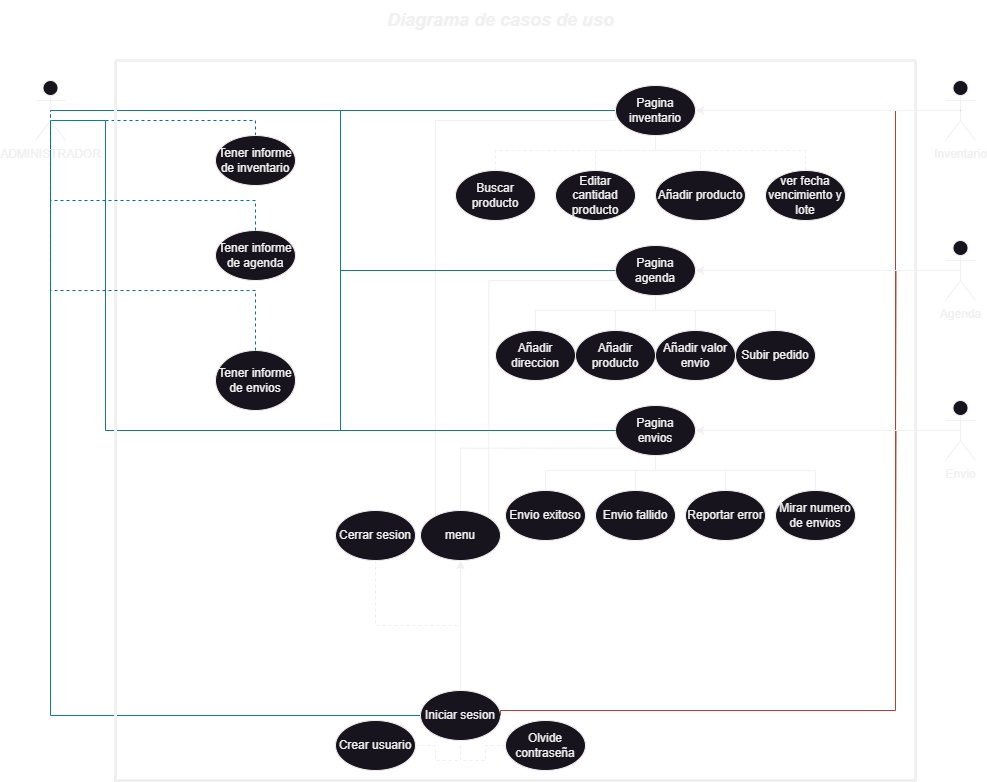 Diagrama de casos de uso
ADMINISTRADOR
Tener informe
de inventario
Tener informe
de agenda
Tener informe
de envios
Pagina
inventario
Inventario
Buscar
producto
Editar
cantidad
producto
Añadir producto
ver fecha
vencimiento y
lote
Pagina
agenda
Agenda
Añadir
direccion
Añadir
producto
Añadir valor
envio
Subir pedido
Pagina
envios
Envio
Envio exitoso
Envio fallido
Reportar error
Mirar numero
de envios
Cerrar sesion
menu
Iniciar sesion
Crear usuario
Olvide
contraseña